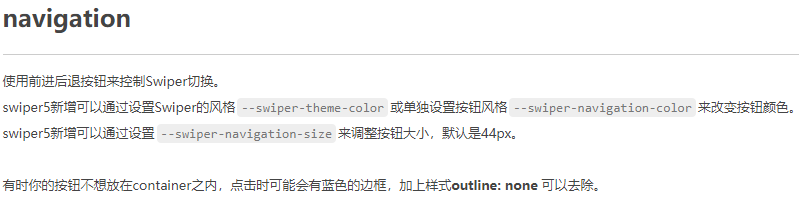 navigation
使用前进后退按钮来控制Swiper切换。
swiper5新增可以通过设置Swiper的风格 --swiper-theme-color 或单独设置按钮风格 --swiper-navigation-color 来改变按钮颜色。
swiper5新增可以通过设置 --swiper-navigation-size 来调整按钮大小，默认是44px。
有时你的按钮不想放在container之内，点击时可能会有蓝色的边框，加上样式outline: none 可以去除。